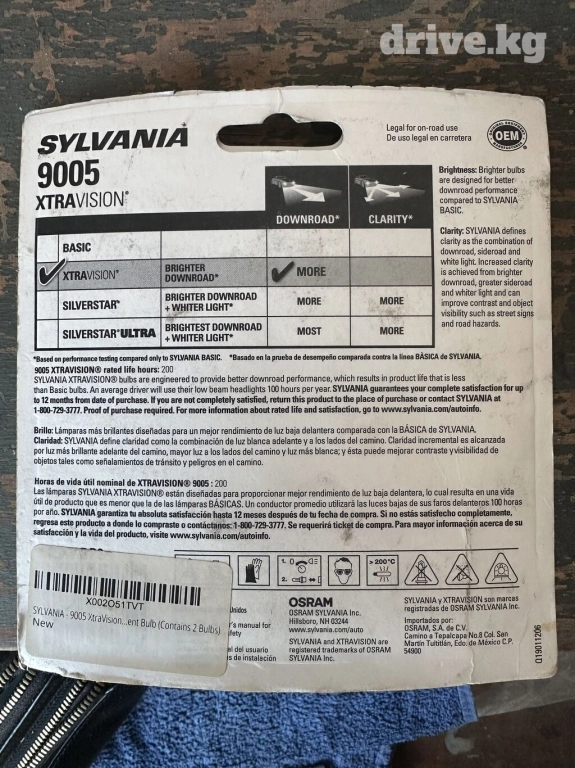 drive.kg
SYLVANIA
9005
XTRAVISION®
Legal for on-road use
De uso legal en carretera
ORIGINAL EQUIPMENT
OEM
MANUFACTURER
DOWNROAD*
CLARITY*
BASIC
XTRAVISION®
BRIGHTER
DOWNROAD*
MORE
SILVERSTAR®
BRIGHTER DOWNROAD
+ WHITER LIGHT*
MORE
MORE
SILVERSTAR®ULTRA
BRIGHTEST DOWNROAD
+ WHITER LIGHT*
MOST
MORE
Brightness: Brighter bulbs
are designed for better
downroad performance
compared to SYLVANIA
BASIC.
Clarity: SYLVANIA defines
clarity as the combination of
downroad, sideroad and
white light. Increased clarity
is achieved from brighter
downroad, greater sideroad
and whiter light and can
improve contrast and object
visibility such as street signs
and road hazards.
*Based on performance testing compared only to SYLVANIA BASIC. *Basado en la prueba de desempeño comparada contra la línea BÁSICA de SYLVANIA.
9005 XTRAVISION® rated life hours: 200
SYLVANIA XTRAVISION® bulbs are engineered to provide better downroad performance, which results in product life that is less
than Basic bulbs. An average driver will use their low beam headlights 100 hours per year. SYLVANIA guarantees your complete satisfaction for up
to 12 months from date of purchase. If you are not completely satisfied, return this product to the place of purchase or contact SYLVANIA at
1-800-729-3777. Proof of purchase required. For more information about rated life and satisfaction, go to www.sylvania.com/autoinfo.
Brillo: Lámparas más brillantes diseñadas para un mejor rendimiento de luz baja delantera comparada con la BÁSICA de SYLVANIA.
Claridad: SYLVANIA define claridad como la combinación de luz blanca adelante y a los lados del camino. Claridad incremental es alcanzada
por luz más brillante adelante del camino, mayor luz a los lados del camino y luz más blanca; y ésta puede mejorar contraste y visibilidad de
objetos tales como señalamientos de tránsito y peligros en el camino.
Horas de vida útil nominal de XTRAVISION® 9005 : 200
Las lámparas SYLVANIA XTRAVISION® están diseñadas para proporcionar mejor rendimiento de luz baja delantero, lo cual resulta en una vida
útil de producto que es menos que la de las lámparas BÁSICAS. Un conductor promedio utilizará las luces bajas de sus faros delanteros 100 horas
por año. SYLVANIA garantiza tu absoluta satisfacción hasta 12 meses después de tu fecha de compra. Si no estás satisfecho completamente,
regresa este producto a donde lo compraste o contáctanos: 1-800-729-3777. Se requerirá ticket de compra. Para mayor información acerca de su
satisfacción y la vida del producto, visite www.sylvania.com/autoinfo.
X002O51TVT
SYLVANIA - 9005 XtraVision...ent Bulb (Contains 2 Bulbs)
New
1.
2.
>200°C
Unidos
r's manual for
afety
al del usuario
s de instalación
OSRAM
OSRAM SYLVANIA Inc.
Hillsboro, NH 03244
www.sylvania.com/auto
SYLVANIA and XTRAVISION are
registered trademarks of OSRAM
SYLVANIA Inc.
SYLVANIA y XTRAVISION son marcas
registradas de OSRAM SYLVANIA Inc.
Importados por:
OSRAM, S.A. de C.V.
Camino a Tepalcapa No.8 Col. San
Martín Tultitlán, Edo. de México C.P.
54900
Q19011206